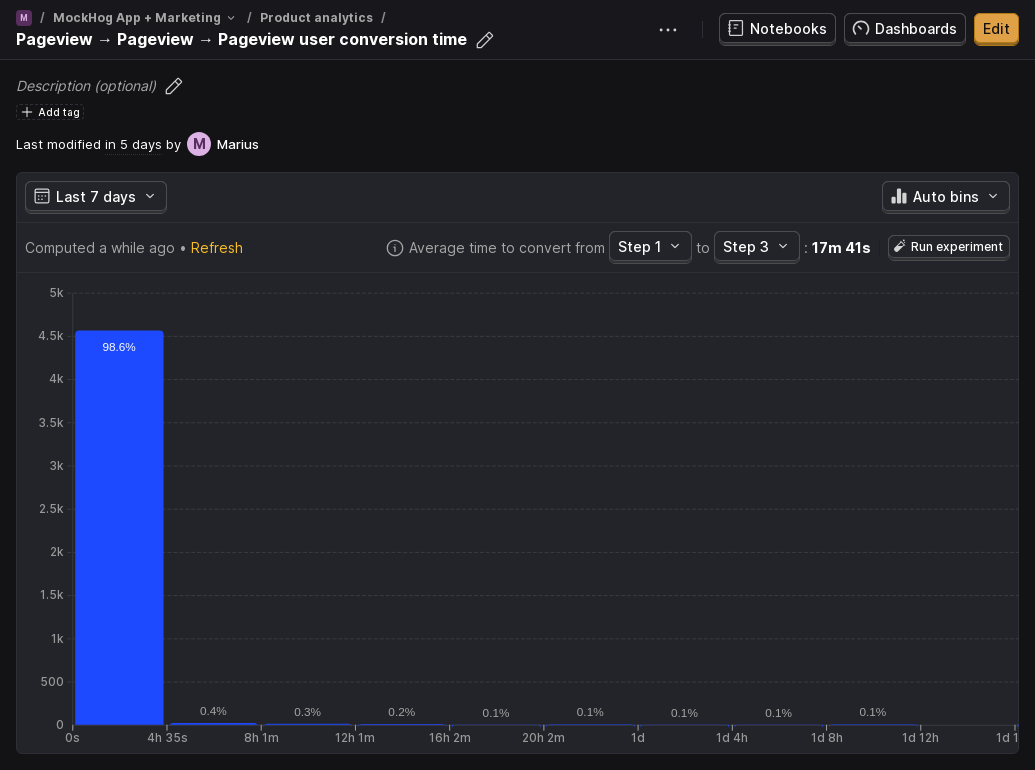 M / MockHog App + Marketing / Product analytics /
Pageview → Pageview → Pageview user conversion time
Notebooks Dashboards Edit
Description (optional)
Add tag
Last modified in 5 days by M Marius
Last 7 days Auto bins
Computed a while ago • Refresh Average time to convert from Step 1 to Step 3 : 17m 41s Run experiment
5k
4.5k
98.6%
4k
3.5k
3k
2.5k
2k
1.5k
1k
500
0.4% 0.3% 0.2% 0.1% 0.1% 0.1% 0.1% 0.1%
0
0s 4h 35s 8h 1m 12h 1m 16h 2m 20h 2m 1d 1d 4h 1d 8h 1d 12h 1d 1